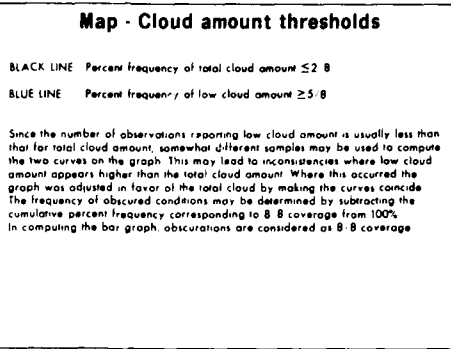 Map - Cloud amount thresholds
BLACK LINE Percent frequency of total cloud amount ≤2/8
BLUE LINE Percent frequency of low cloud amount ≥5/8
Since the number of observations reporting low cloud amount is usually less than
that for total cloud amount, somewhat different samples may be used to compute
the two curves on the graph. This may lead to inconsistencies where low cloud
amount appears higher than the total cloud amount. Where this occurred the
graph was adjusted in favor of the total cloud by making the curves coincide.
The frequency of obscured conditions may be determined by subtracting the
cumulative percent frequency corresponding to 8/8 coverage from 100%.
In computing the bar graph, obscurations are considered as 8/8 coverage.